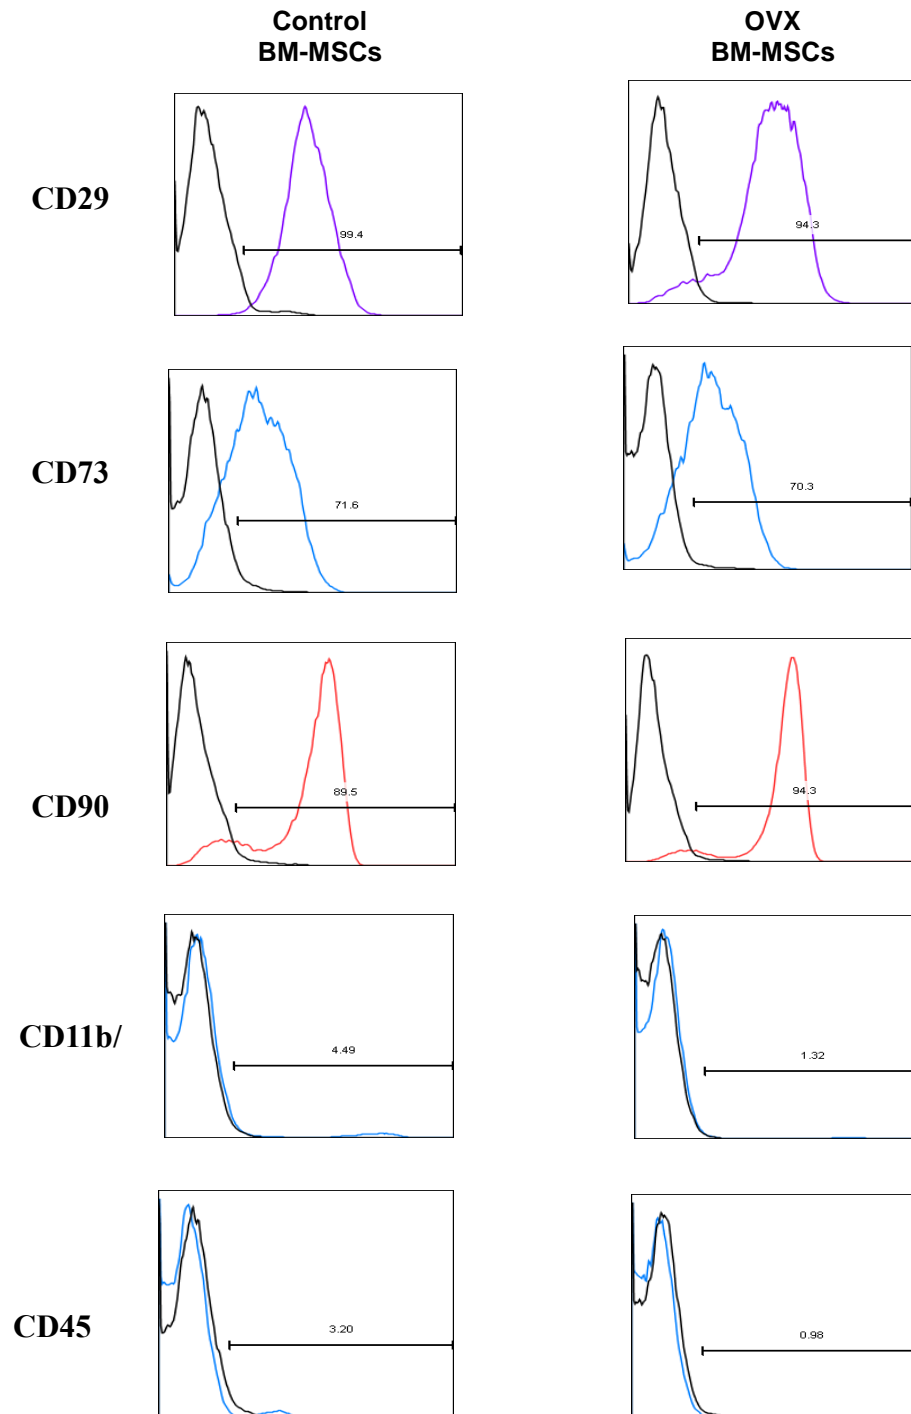 Control
BM-MSCs
OVX
BM-MSCs
CD29
99.4
94.3
CD73
71.6
70.3
CD90
89.5
94.3
CD11b/
4.49
1.32
CD45
3.20
0.98